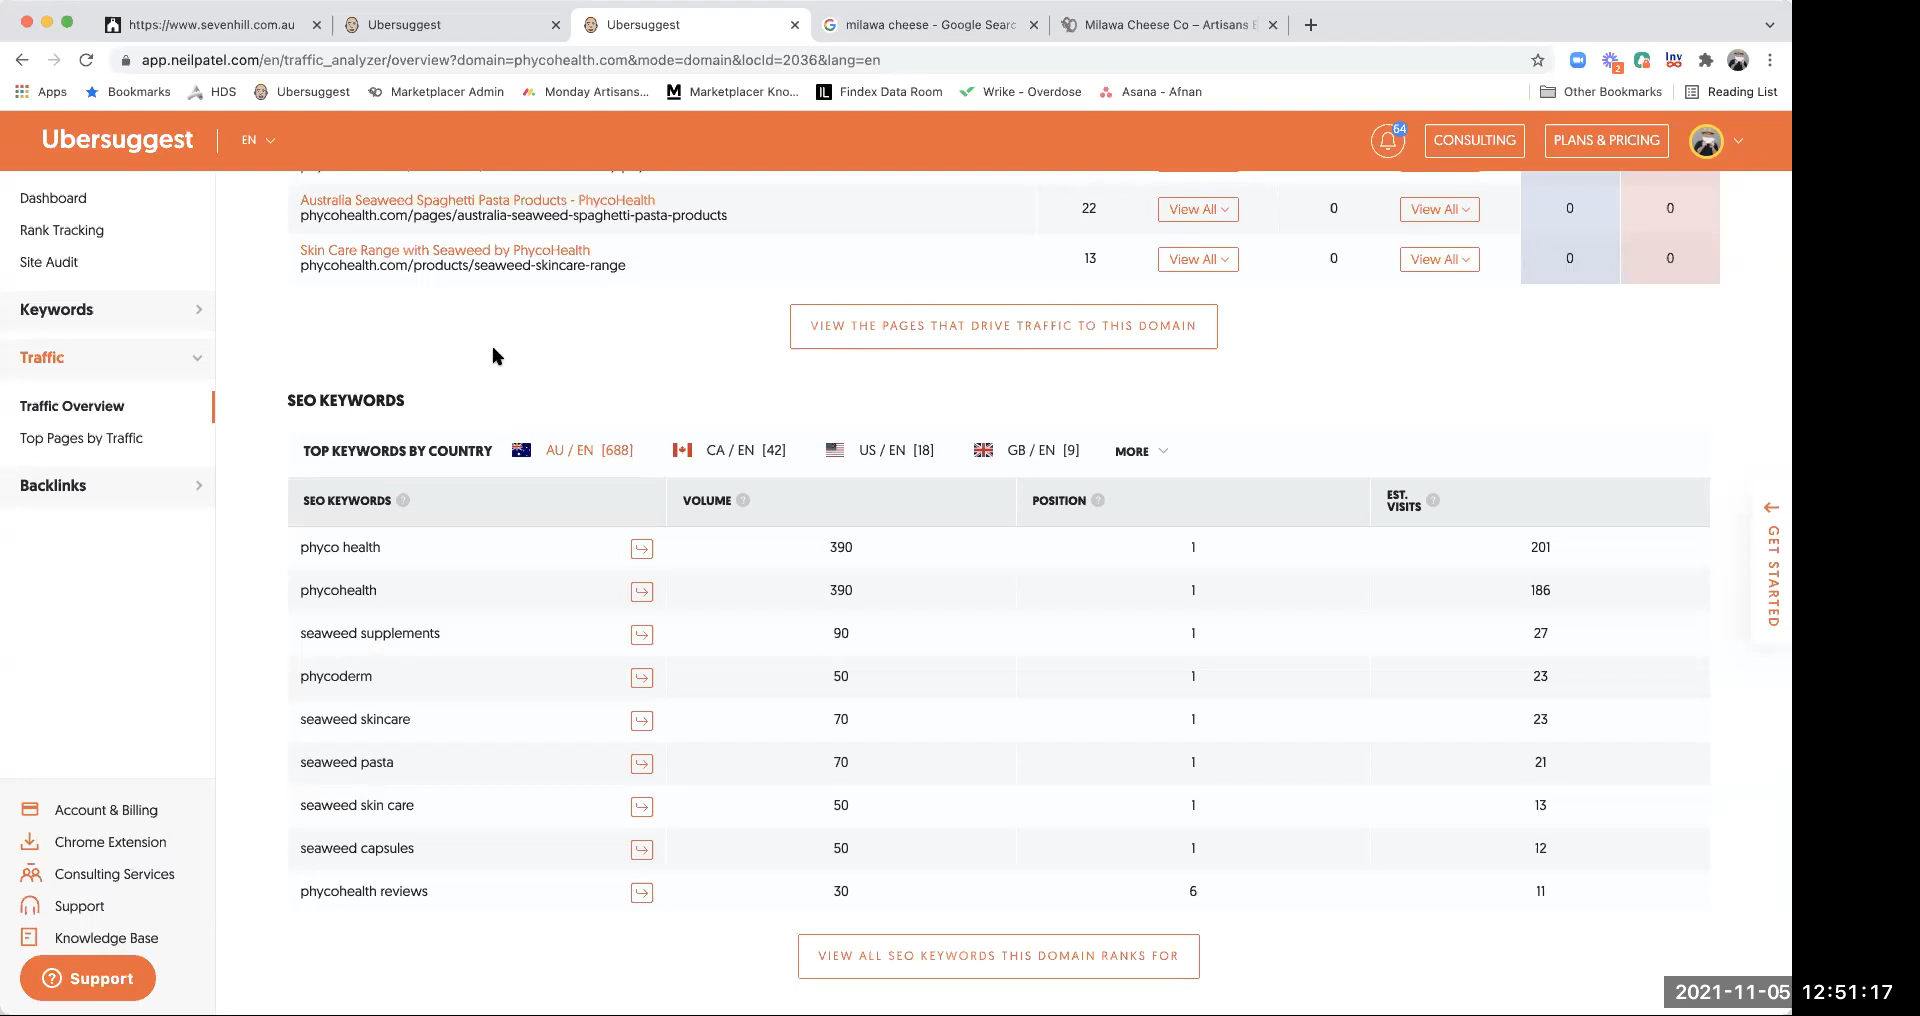 https://www.sevenhill.com.au
Ubersuggest
Ubersuggest
milawa cheese - Google Searc
Milawa Cheese Co – Artisans
app.neilpatel.com/en/traffic_analyzer/overview?domain=phycohealth.com&mode=domain&locId=2036&lang=en
2
Inv
Apps
Bookmarks
HDS
Ubersuggest
Marketplacer Admin
Monday Artisans...
Marketplacer Kno...
Findex Data Room
Wrike - Overdose
Asana - Afnan
Other Bookmarks
Reading List
Ubersuggest
EN
64
CONSULTING
PLANS & PRICING
Dashboard
Rank Tracking
Site Audit
Keywords
Traffic
Traffic Overview
Top Pages by Traffic
Backlinks
Account & Billing
Chrome Extension
Consulting Services
Support
Knowledge Base
Support
Australia Seaweed Spaghetti Pasta Products - PhycoHealth
phycohealth.com/pages/australia-seaweed-spaghetti-pasta-products
22 View All 0 View All 0 0
Skin Care Range with Seaweed by PhycoHealth
phycohealth.com/products/seaweed-skincare-range
13 View All 0 View All 0 0
VIEW THE PAGES THAT DRIVE TRAFFIC TO THIS DOMAIN
SEO KEYWORDS
TOP KEYWORDS BY COUNTRY AU / EN [688] CA / EN [42] US / EN [18] GB / EN [9] MORE
SEO KEYWORDS ? VOLUME ? POSITION ? EST. VISITS ?
phyco health 390 1 201
phycohealth 390 1 186
seaweed supplements 90 1 27
phycoderm 50 1 23
seaweed skincare 70 1 23
seaweed pasta 70 1 21
seaweed skin care 50 1 13
seaweed capsules 50 1 12
phycohealth reviews 30 6 11
VIEW ALL SEO KEYWORDS THIS DOMAIN RANKS FOR
GET STARTED
2021-11-05 12:51:17